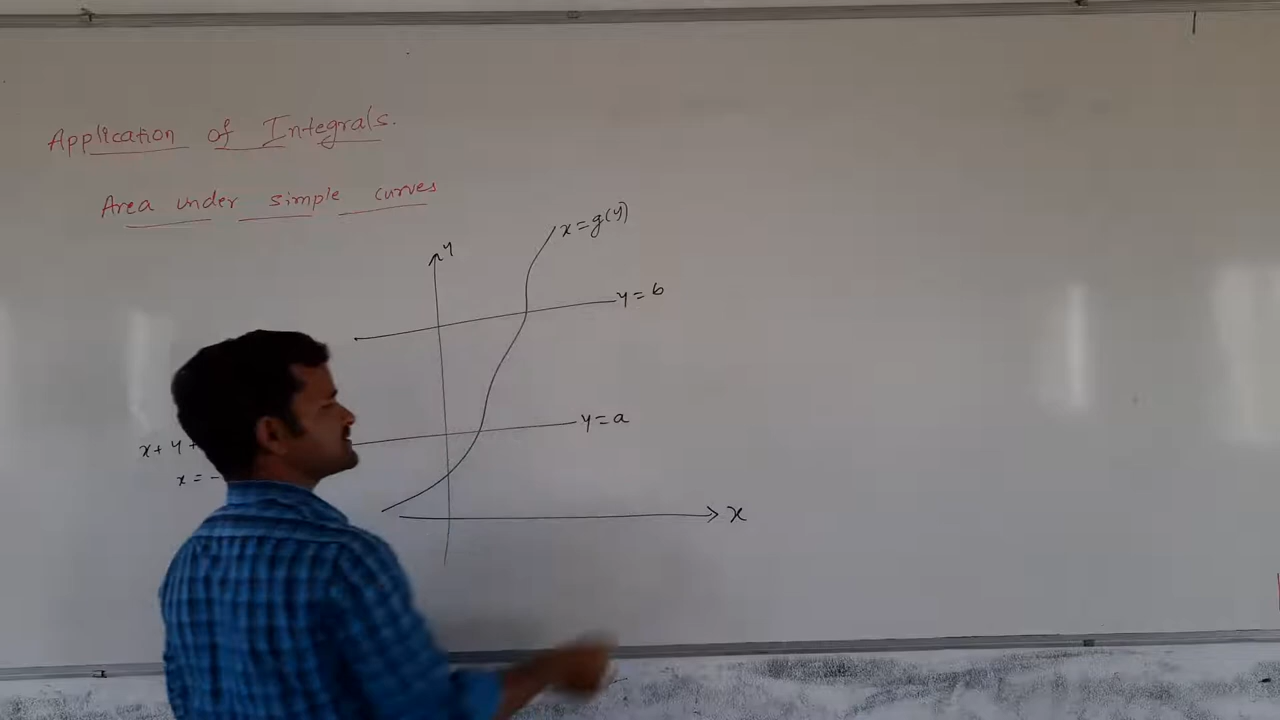 Application of Integrals.
Area under simple curves
y
x=g(y)
y=b
y=a
x+y+
x=-
x